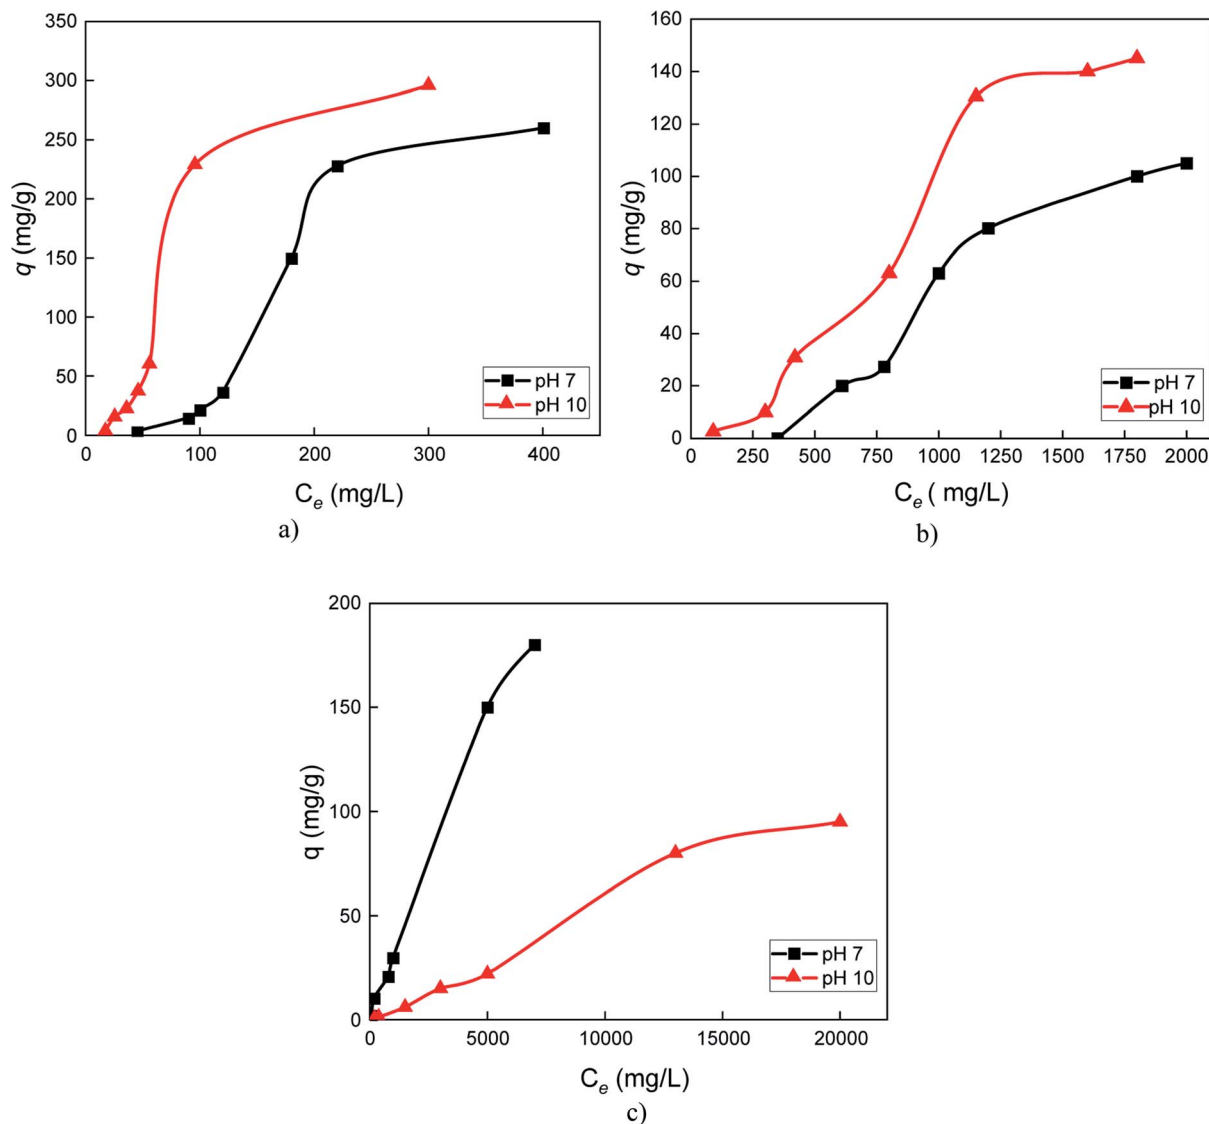 350
300
250
200
150
100
50
0
q (mg/g)
0 100 200 300 400
Ce (mg/L)
pH 7
pH 10
a)
160
140
120
100
80
60
40
20
0
q (mg/g)
0 250 500 750 1000 1250 1500 1750 2000
Ce ( mg/L)
pH 7
pH 10
b)
200
150
100
50
0
q (mg/g)
0 5000 10000 15000 20000
Ce (mg/L)
pH 7
pH 10
c)